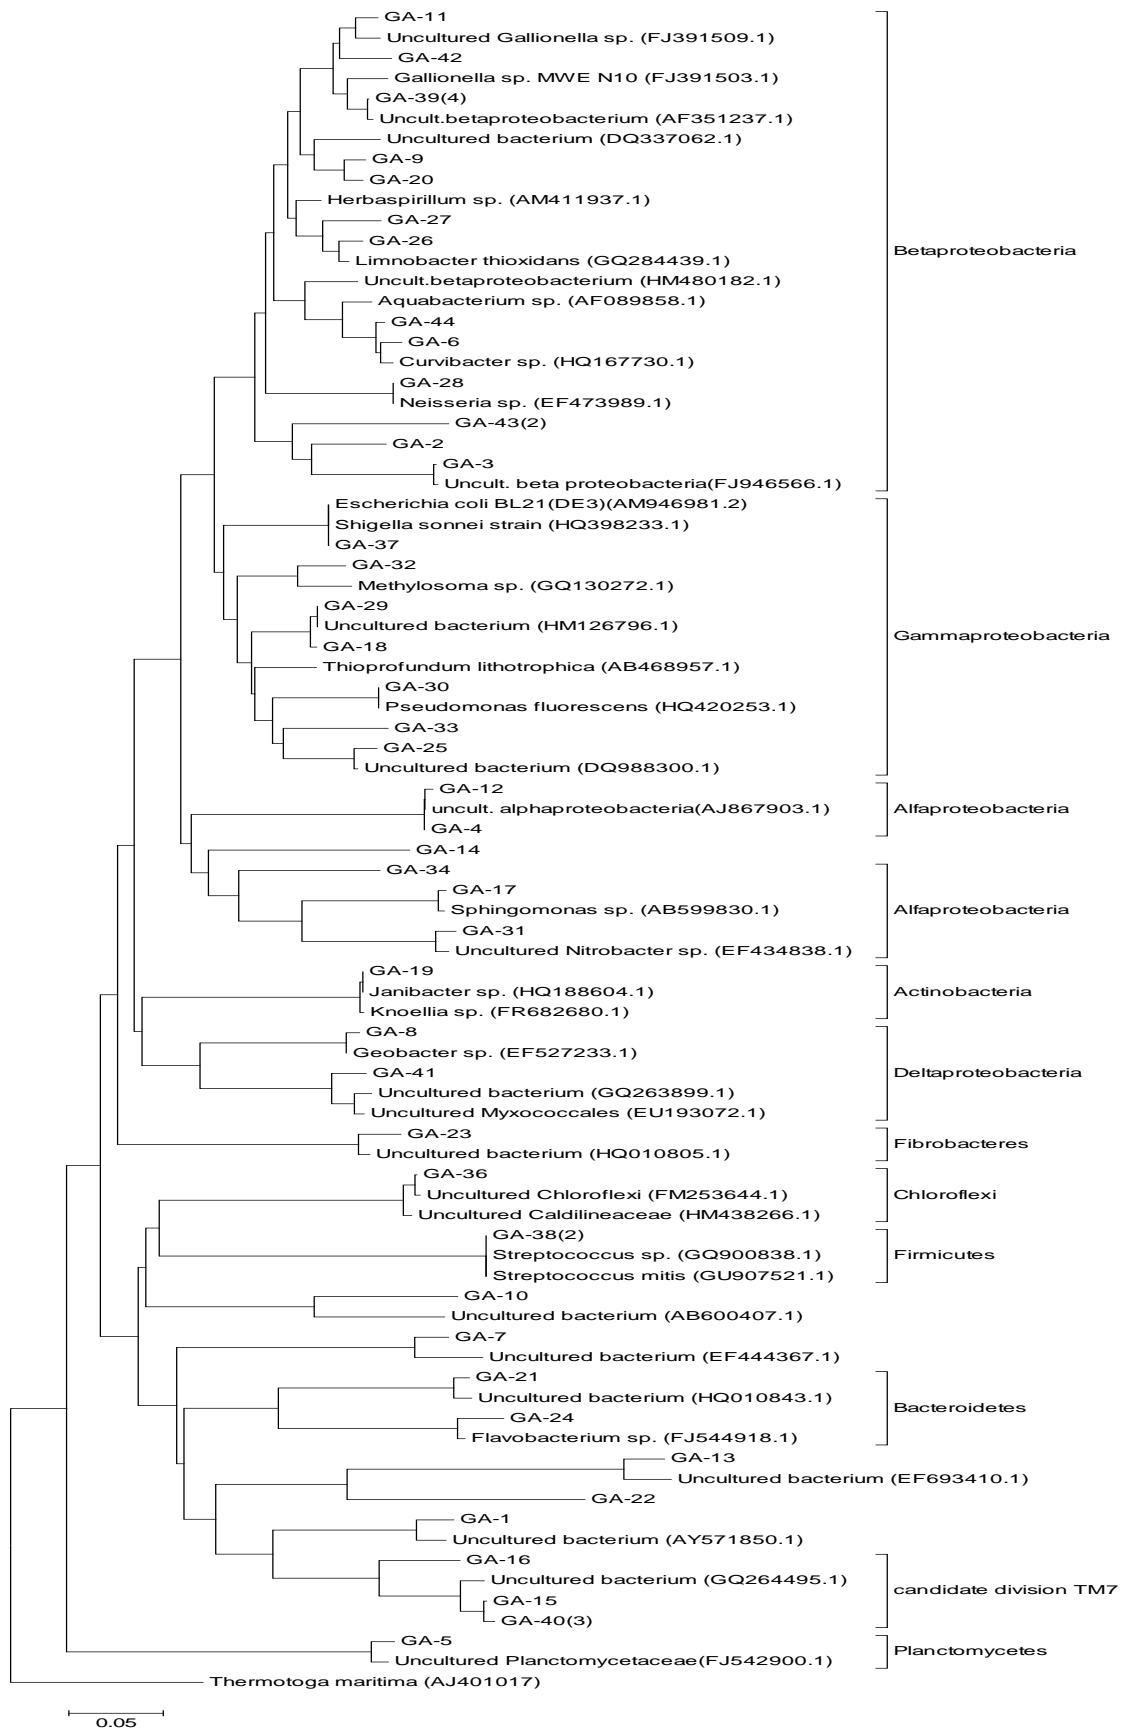 GA-11
Uncultured Gallionella sp. (FJ391509.1)
GA-42
Gallionella sp. MWE N10 (FJ391503.1)
GA-39(4)
Uncult.betaproteobacterium (AF351237.1)
Uncultured bacterium (DQ337062.1)
GA-9
GA-20
Herbaspirillum sp. (AM411937.1)
GA-27
GA-26
Limnobacter thioxidans (GQ284439.1)
Uncult.betaproteobacterium (HM480182.1)
Aquabacterium sp. (AF089858.1)
GA-44
GA-6
Curvibacter sp. (HQ167730.1)
GA-28
Neisseria sp. (EF473989.1)
GA-43(2)
GA-2
GA-3
Uncult. beta proteobacteria(FJ946566.1)
Betaproteobacteria
Escherichia coli BL21(DE3)(AM946981.2)
Shigella sonnei strain (HQ398233.1)
GA-37
GA-32
Methylosoma sp. (GQ130272.1)
GA-29
Uncultured bacterium (HM126796.1)
GA-18
Thioprofundum lithotrophica (AB468957.1)
GA-30
Pseudomonas fluorescens (HQ420253.1)
GA-33
GA-25
Uncultured bacterium (DQ988300.1)
Gammaproteobacteria
GA-12
uncult. alphaproteobacteria(AJ867903.1)
GA-4
Alfaproteobacteria
GA-14
GA-34
GA-17
Sphingomonas sp. (AB599830.1)
GA-31
Uncultured Nitrobacter sp. (EF434838.1)
Alfaproteobacteria
GA-19
Janibacter sp. (HQ188604.1)
Knoellia sp. (FR682680.1)
Actinobacteria
GA-8
Geobacter sp. (EF527233.1)
GA-41
Uncultured bacterium (GQ263899.1)
Uncultured Myxococcales (EU193072.1)
Deltaproteobacteria
GA-23
Uncultured bacterium (HQ010805.1)
Fibrobacteres
GA-36
Uncultured Chloroflexi (FM253644.1)
Uncultured Caldilineaceae (HM438266.1)
Chloroflexi
GA-38(2)
Streptococcus sp. (GQ900838.1)
Streptococcus mitis (GU907521.1)
Firmicutes
GA-10
Uncultured bacterium (AB600407.1)
GA-7
Uncultured bacterium (EF444367.1)
GA-21
Uncultured bacterium (HQ010843.1)
GA-24
Flavobacterium sp. (FJ544918.1)
Bacteroidetes
GA-13
Uncultured bacterium (EF693410.1)
GA-22
GA-1
Uncultured bacterium (AY571850.1)
GA-16
Uncultured bacterium (GQ264495.1)
GA-15
GA-40(3)
candidate division TM7
GA-5
Uncultured Planctomycetaceae(FJ542900.1)
Planctomycetes
Thermotoga maritima (AJ401017)
0.05